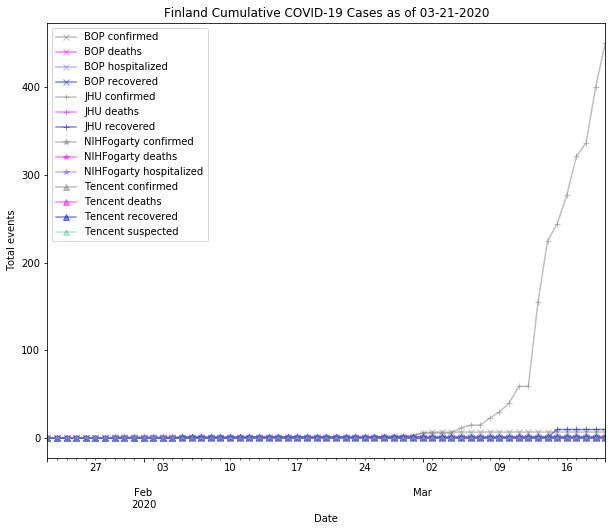 Finland Cumulative COVID-19 Cases as of 03-21-2020
BOP confirmed
BOP deaths
BOP hospitalized
BOP recovered
JHU confirmed
JHU deaths
JHU recovered
NIHFogarty confirmed
NIHFogarty deaths
NIHFogarty hospitalized
Tencent confirmed
Tencent deaths
Tencent recovered
Tencent suspected
400
300
200
100
0
Total events
27 03 10 17 24 02 09 16
Feb Mar
2020
Date